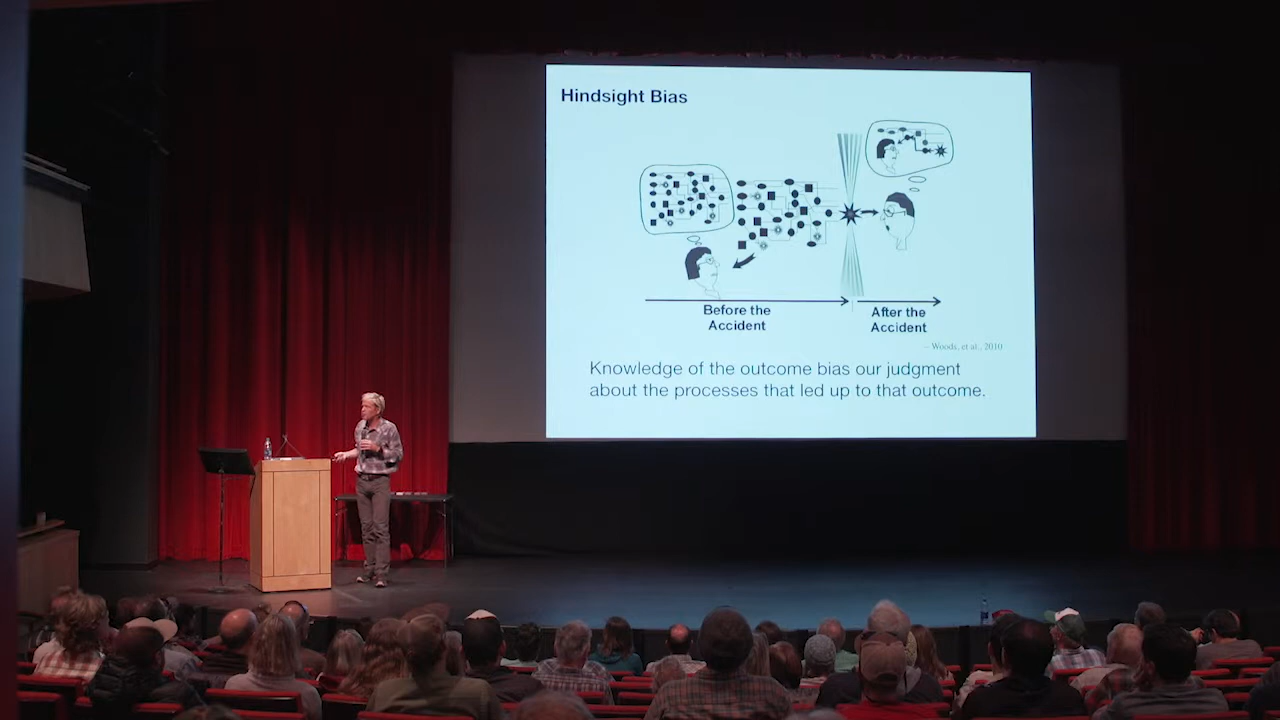 Hindsight Bias
Before the
Accident
After the
Accident
– Woods, et al., 2010
Knowledge of the outcome bias our judgment
about the processes that led up to that outcome.